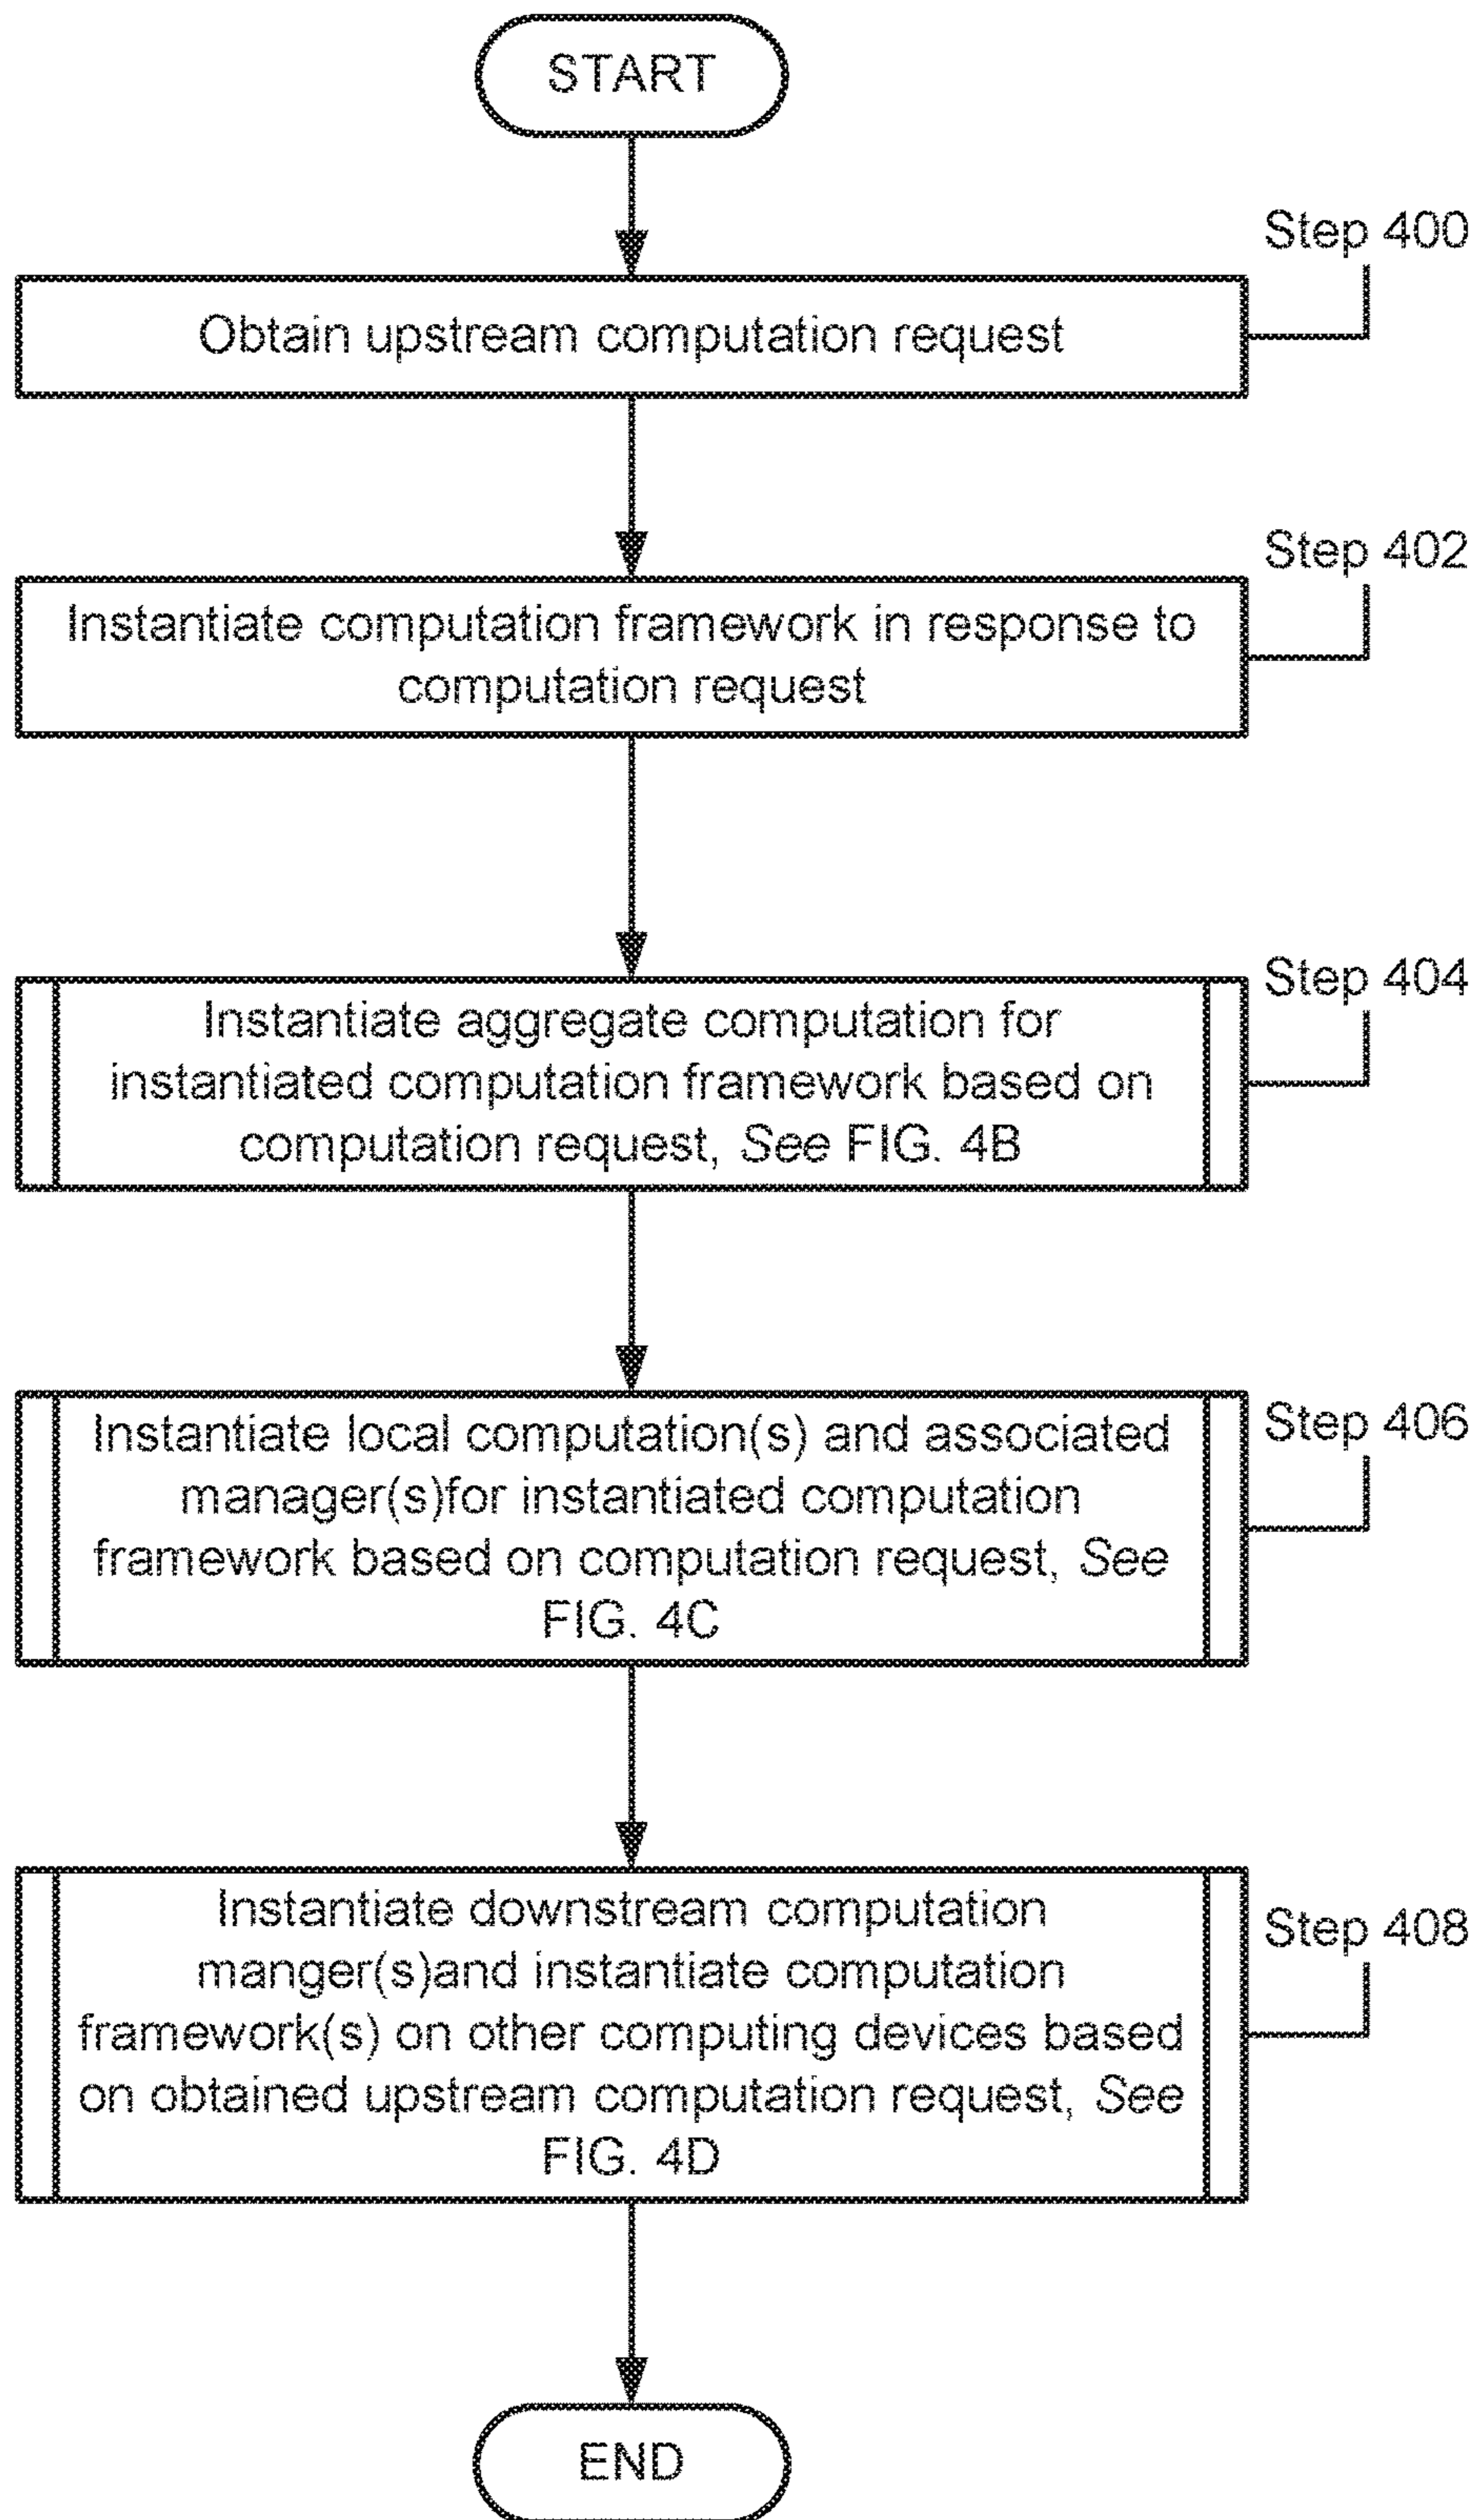 START
Step 400
Obtain upstream computation request
Step 402
Instantiate computation framework in response to
computation request
Step 404
Instantiate aggregate computation for
instantiated computation framework based on
computation request, See FIG. 4B
Step 406
Instantiate local computation(s) and associated
manager(s)for instantiated computation
framework based on computation request, See
FIG. 4C
Step 408
Instantiate downstream computation
manger(s)and instantiate computation
framework(s) on other computing devices based
on obtained upstream computation request, See
FIG. 4D
END